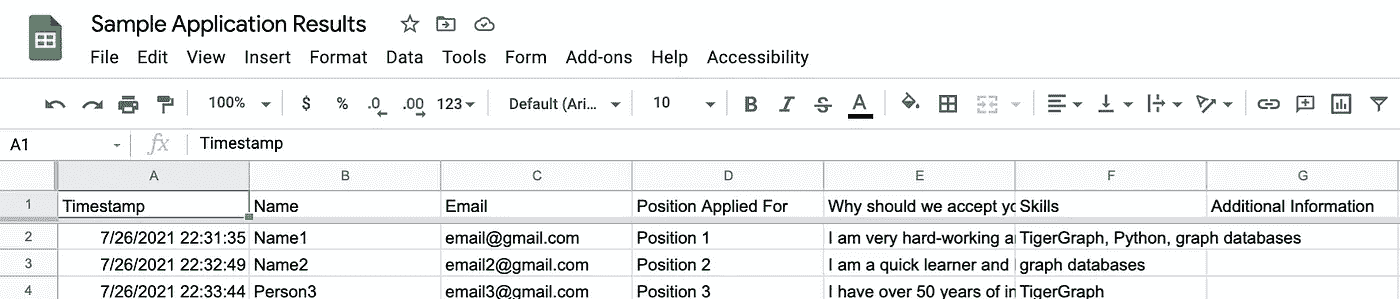 Sample Application Results
File Edit View Insert Format Data Tools Form Add-ons Help Accessibility
100% $ % .0 .00 123 Default (Ari... 10 B I S A
A1 fx Timestamp
A B C D E F G
1 Timestamp Name Email Position Applied For Why should we accept yo Skills Additional Information
2 7/26/2021 22:31:35 Name1 email@gmail.com Position 1 I am very hard-working a TigerGraph, Python, graph databases
3 7/26/2021 22:32:49 Name2 email2@gmail.com Position 2 I am a quick learner and graph databases
4 7/26/2021 22:33:44 Person3 email3@gmail.com Position 3 I have over 50 years of in TigerGraph